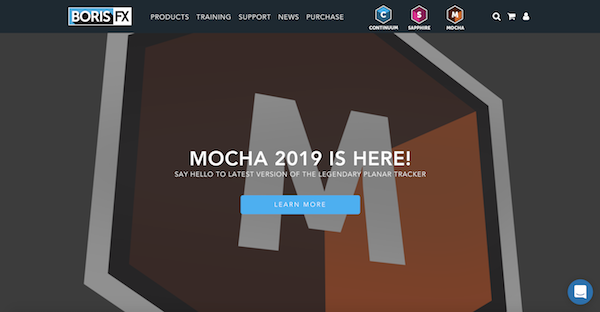 BORIS FX
PRODUCTS TRAINING SUPPORT NEWS PURCHASE
C S M
CONTINUUM SAPPHIRE MOCHA
M
MOCHA 2019 IS HERE!
SAY HELLO TO LATEST VERSION OF THE LEGENDARY PLANAR TRACKER
LEARN MORE